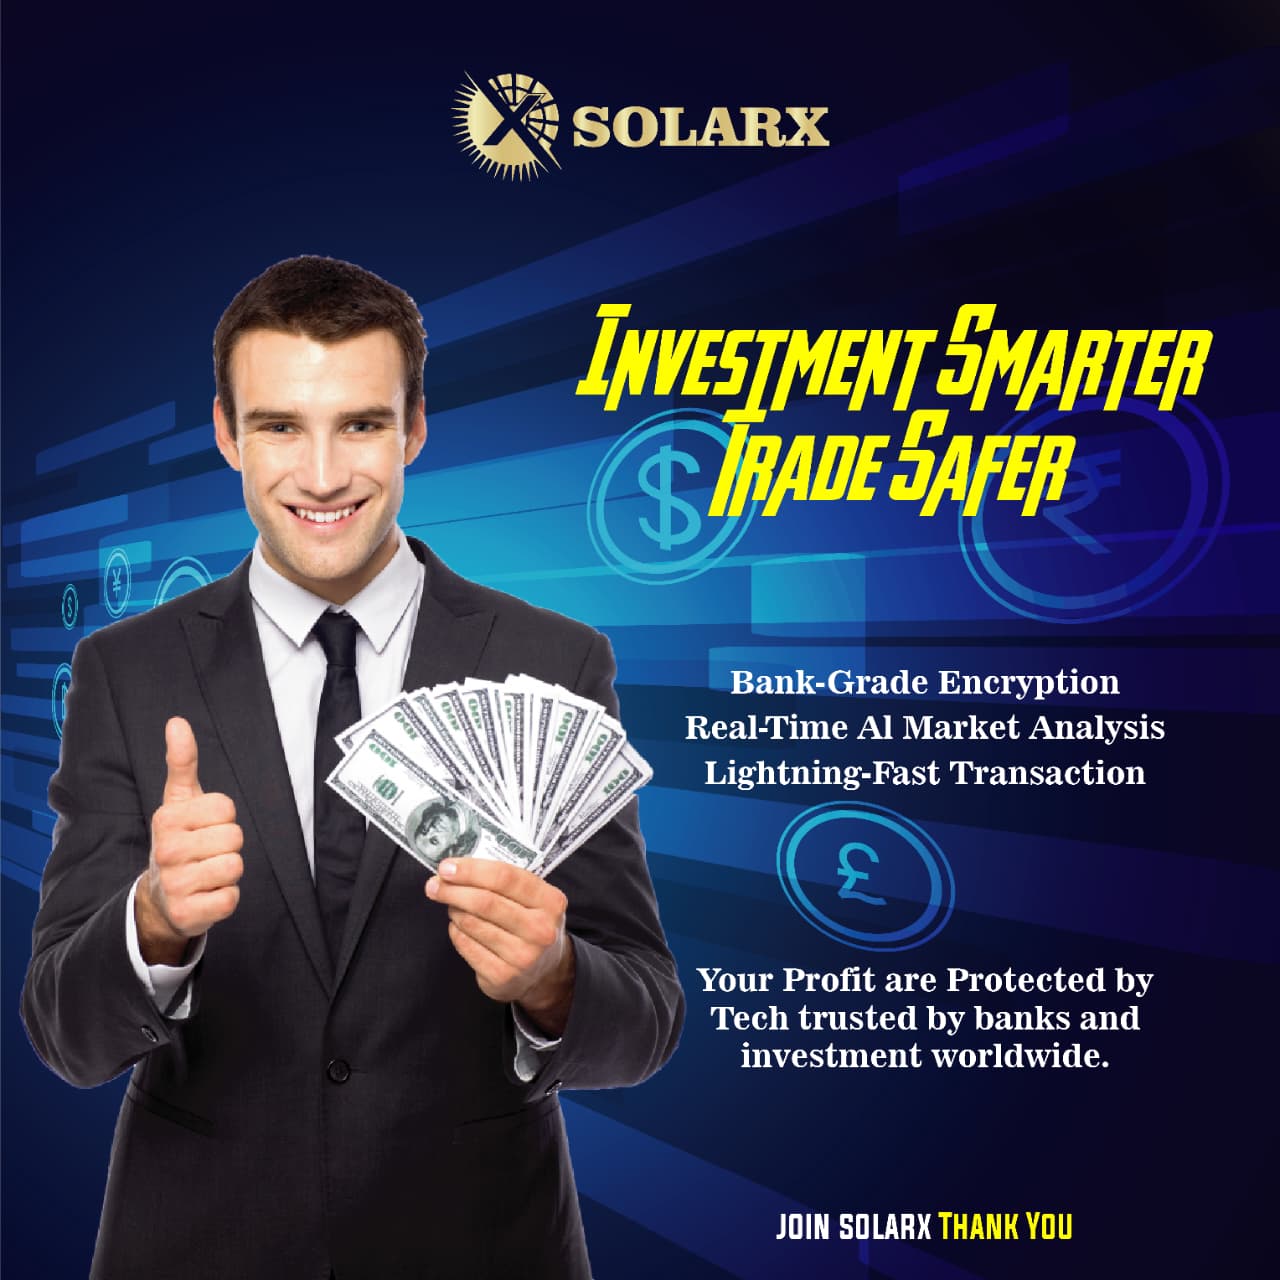 SOLARX
INVESTMENT SMARTER
TRADE SAFER
Bank-Grade Encryption
Real-Time Al Market Analysis
Lightning-Fast Transaction
Your Profit are Protected by
Tech trusted by banks and
investment worldwide.
JOIN SOLARX THANK YOU